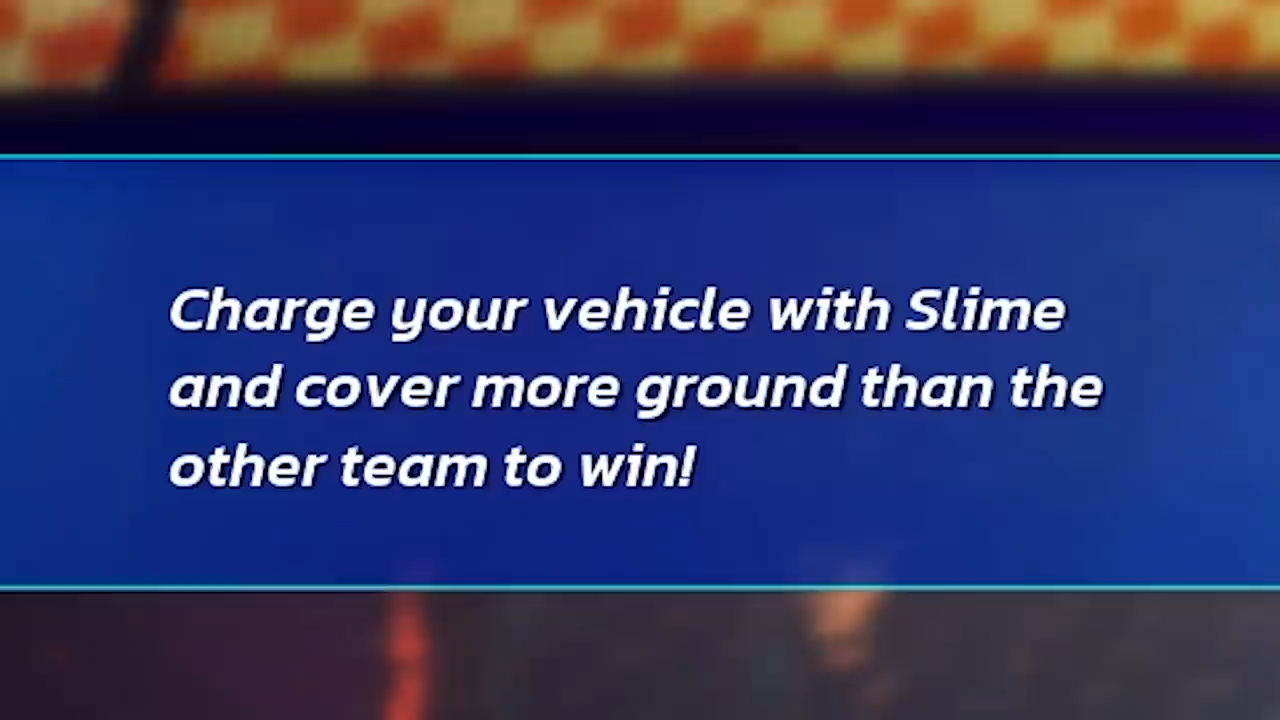 Charge your vehicle with Slime
and cover more ground than the
other team to win!